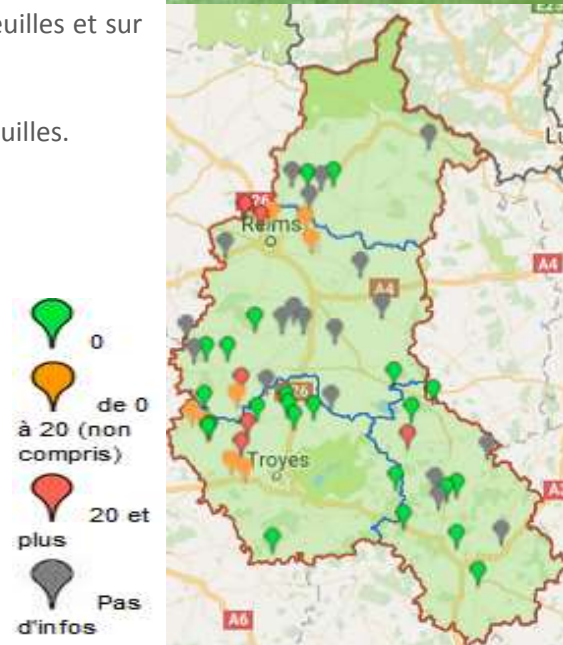 euilles et sur
uilles.
0
de 0
à 20 (non
compris)
20 et
plus
Pas
d'infos
Reims
A4
A4
Troyes
A6